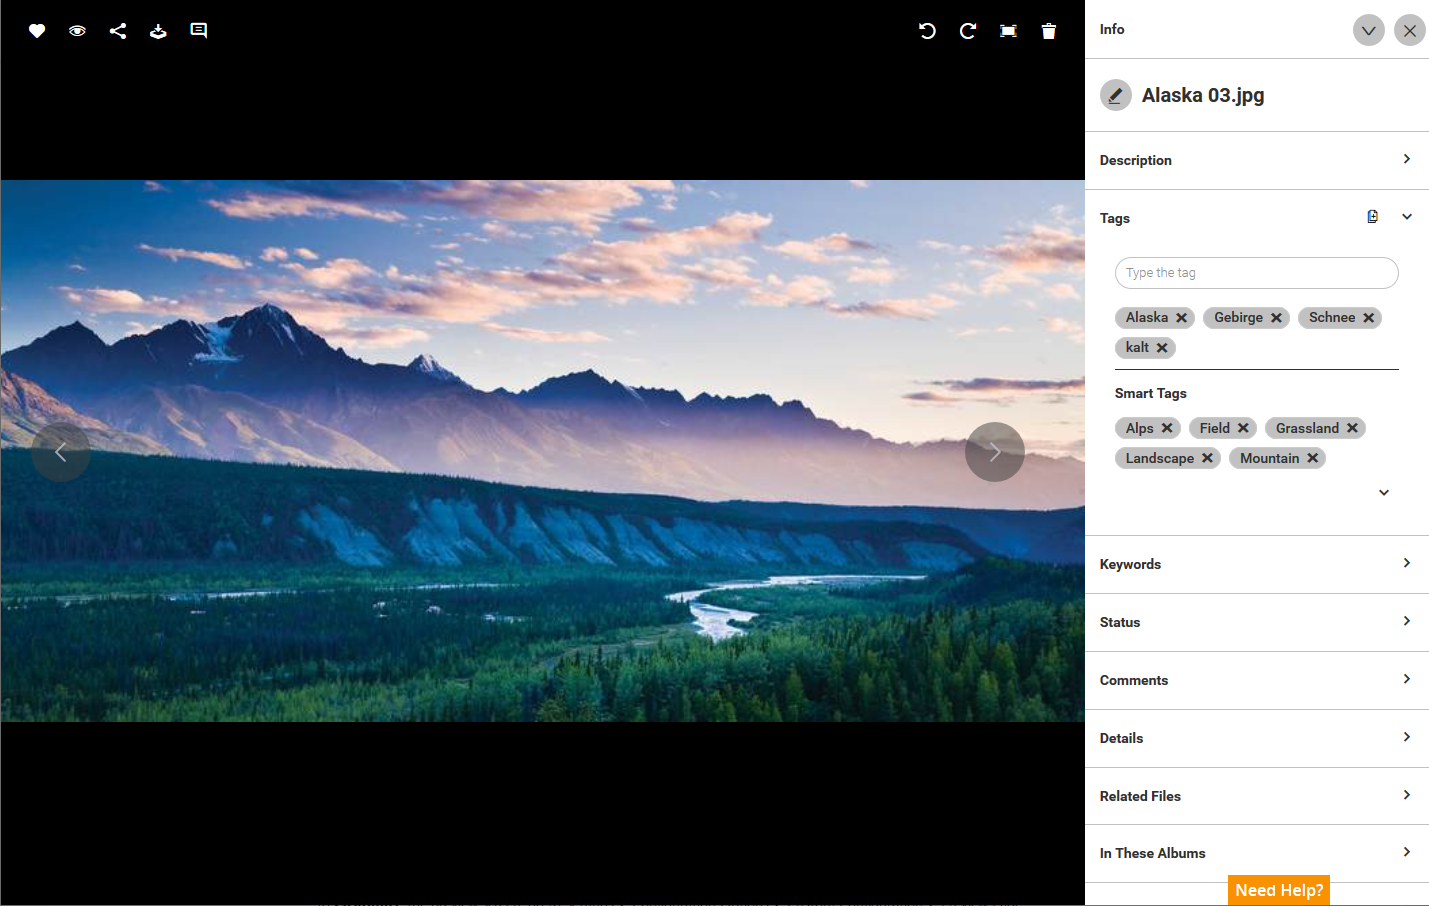 Info
Alaska 03.jpg
Description
Tags
Type the tag
Alaska Gebirge Schnee
kalt
Smart Tags
Alps Field Grassland
Landscape Mountain
Keywords
Status
Comments
Details
Related Files
In These Albums
Need Help?